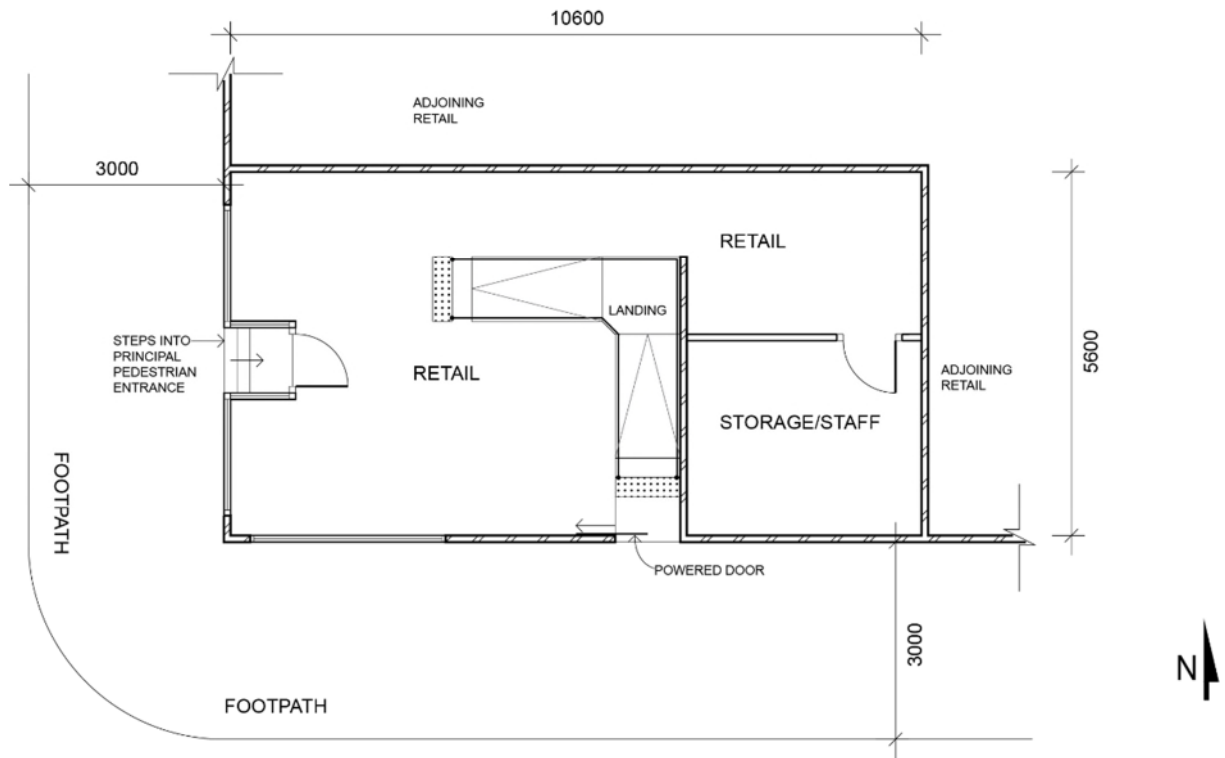 10600
ADJOINING
RETAIL
3000
RETAIL
LANDING
STEPS INTO
PRINCIPAL
PEDESTRIAN
ENTRANCE
RETAIL
ADJOINING
RETAIL
5600
STORAGE/STAFF
FOOTPATH
POWERED DOOR
3000
N
FOOTPATH